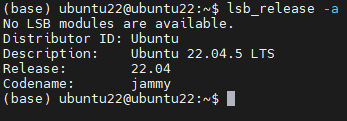 (base) ubuntu22@ubuntu22:~$ lsb_release -a
No LSB modules are available.
Distributor ID: Ubuntu
Description:    Ubuntu 22.04.5 LTS
Release:        22.04
Codename:       jammy
(base) ubuntu22@ubuntu22:~$